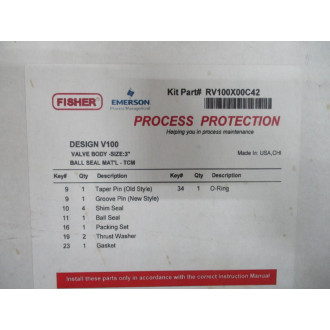 Kit Part# RV100X00C42
FISHER
EMERSON
Process Management
PROCESS PROTECTION
Helping you in process maintenance
DESIGN V100
VALVE BODY -SIZE:3"
BALL SEAL MAT'L - TCM
Made In: USA,CHI
Key# Qty Description Key# Qty Description
9 1 Taper Pin (Old Style) 34 1 O-Ring
9 1 Groove Pin (New Style)
10 4 Shim Seal
11 1 Ball Seal
16 1 Packing Set
19 2 Thrust Washer
23 1 Gasket
Install these parts only in accordance with the correct Instruction Manual.